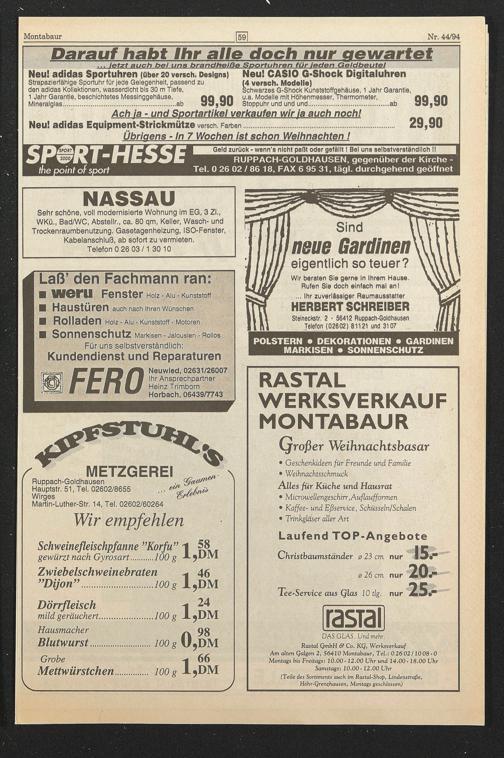 Montabaur 59 Nr. 44/94
Darauf habt Ihr alle doch nur gewartet
... jetzt auch bei uns brandheiße Sportuhren für jeden Geldbeutel
Neu! adidas Sportuhren (über 20 versch. Designs)
Strapazierfähige Sportuhr für jede Gelegenheit, passend zu
den adidas Kollektionen, wasserdicht bis 30 m Tiefe,
1 Jahr Garantie, beschichtetes Messinggehäuse,
Mineralglas ab 99,90
Neu! CASIO G-Shock Digitaluhren
(4 versch. Modelle)
Schwarzes G-Shock Kunststoffgehäuse, 1 Jahr Garantie,
u.a. Modelle mit Höhenmesser, Thermometer,
Stoppuhr und und und ab 99,90
Ach ja - und Sportartikel verkaufen wir ja auch noch!
Neu! adidas Equipment-Strickmütze versch. Farben 29,90
Übrigens - In 7 Wochen ist schon Weihnachten !
SPORT-HESSE
SPORT 2000
the point of sport
Geld zurück - wenn's nicht paßt oder gefällt ! Bei uns selbstverständlich !!
RUPPACH-GOLDHAUSEN, gegenüber der Kirche -
Tel. 0 26 02 / 86 18, FAX 6 95 31, tägl. durchgehend geöffnet
NASSAU
Sehr schöne, voll modernisierte Wohnung im EG, 3 Zi.,
WKü., Bad/WC, Abstellr., ca. 80 qm, Keller, Wasch- und
Trockenraumbenutzung, Gasetagenheizung, ISO-Fenster,
Kabelanschluß, ab sofort zu vermieten.
Telefon 0 26 03 / 1 30 10
Laß' den Fachmann ran:
■ weru Fenster Holz - Alu - Kunststoff
■ Haustüren auch nach Ihren Wünschen
■ Rolladen Holz - Alu - Kunststoff - Motoren
■ Sonnenschutz Markisen - Jalousien - Rollos
Für uns selbstverständlich:
Kundendienst und Reparaturen
FERO
Neuwied, 02631/26007
Ihr Ansprechpartner
Heinz Trimborn
Horbach, 06439/7743
Sind
neue Gardinen
eigentlich so teuer?
Wir beraten Sie gerne in Ihrem Hause.
Rufen Sie doch einfach mal an!
... Ihr zuverlässiger Raumausstatter
HERBERT SCHREIBER
Steineckstr. 2 - 56412 Ruppach-Goldhausen
Telefon (02602) 81121 und 3107
POLSTERN ● DEKORATIONEN ● GARDINEN
MARKISEN ● SONNENSCHUTZ
KIPFSTUHL'S
METZGEREI
Ruppach-Goldhausen
Hauptstr. 51, Tel. 02602/8655
Wirges
Martin-Luther-Str. 14, Tel. 02602/60264
... ein Gaumen-
Erlebnis
Wir empfehlen
Schweinefleischpfanne "Korfu"
gewürzt nach Gyrosart 100 g 1,58 DM
Zwiebelschweinebraten
"Dijon" 100 g 1,46 DM
Dörrfleisch
mild geräuchert 100 g 1,24 DM
Hausmacher
Blutwurst 100 g 0,98 DM
Grobe
Mettwürstchen 100 g 1,66 DM
RASTAL
WERKSVERKAUF
MONTABAUR
Großer Weihnachtsbasar
• Geschenkideen für Freunde und Familie
• Weihnachtsschmuck
Alles für Küche und Hausrat
• Microwellengeschirr, Auflaufformen
• Kaffee- und Eßservice, Schüsseln/Schalen
• Trinkgläser aller Art
Laufend TOP-Angebote
Christbaumständer ø 23 cm nur 15.-
ø 26 cm nur 20.-
Tee-Service aus Glas 10 tlg. nur 25.-
rastal
DAS GLAS. Und mehr.
Rastal GmbH & Co. KG, Werksverkauf
Am alten Galgen 2, 56410 Montabaur, Tel.: 0 26 02 / 10 08 - 0
Montags bis Freitags: 10.00 - 12.00 Uhr und 14.00 - 18.00 Uhr
Samstags: 10.00 - 12.00 Uhr
(Teile des Sortiments auch im Rastal-Shop, Lindenstraße,
Höhr-Grenzhausen, Montags geschlossen)